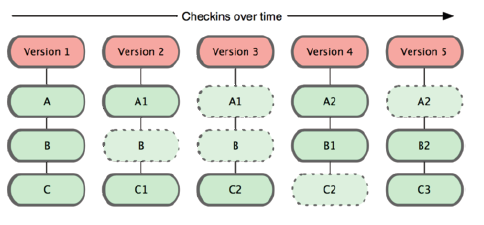 Checkins over time
Version 1 Version 2 Version 3 Version 4 Version 5
A A1 A1 A2 A2
B B B B1 B2
C C1 C2 C2 C3